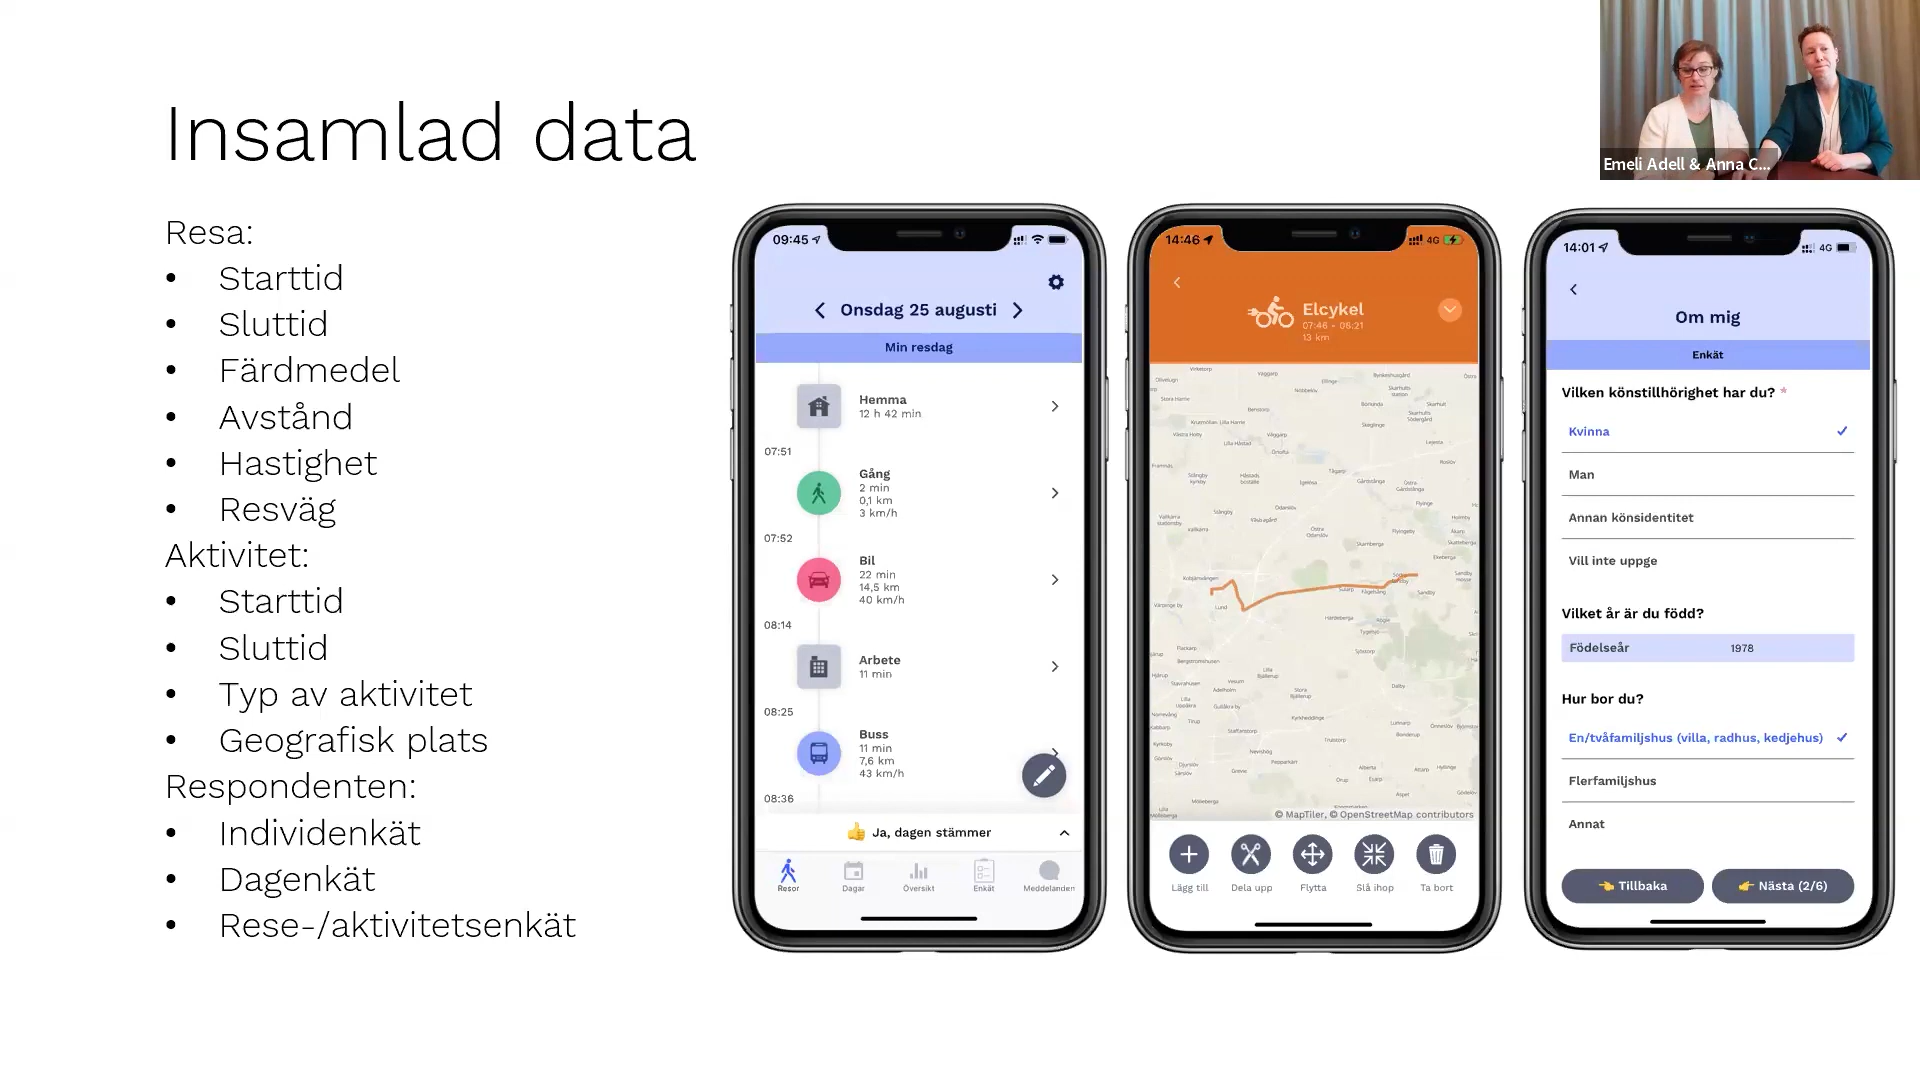 Insamlad data
Resa:
• Starttid
• Sluttid
• Färdmedel
• Avstånd
• Hastighet
• Resväg
Aktivitet:
• Starttid
• Sluttid
• Typ av aktivitet
• Geografisk plats
Respondenten:
• Individenkät
• Dagenkät
• Rese-/aktivitetsenkät
Emeli Adell & Anna C...
09:45
Onsdag 25 augusti
Min resdag
Hemma
12 h 42 min
07:51
Gång
2 min
0,1 km
3 km/h
07:52
Bil
22 min
14,5 km
40 km/h
08:14
Arbete
11 min
08:25
Buss
11 min
7,6 km
43 km/h
08:36
Ja, dagen stämmer
Resor
Dagar
Översikt
Enkät
Meddelanden
14:46
4G
Elcykel
13 km
Lund
Flackarp
Dalby
Staffanstorp
Kyrkheddinge
Hardeberga
Sandby
© MapTiler, © OpenStreetMap contributors
Lägg till
Dela upp
Flytta
Slå ihop
Ta bort
14:01
4G
Om mig
Enkät
Vilken könstillhörighet har du? *
Kvinna
Man
Annan könsidentitet
Vill inte uppge
Vilket år är du född?
Födelseår 1978
Hur bor du?
En/tvåfamiljshus (villa, radhus, kedjehus)
Flerfamiljshus
Annat
Tillbaka
Nästa (2/6)